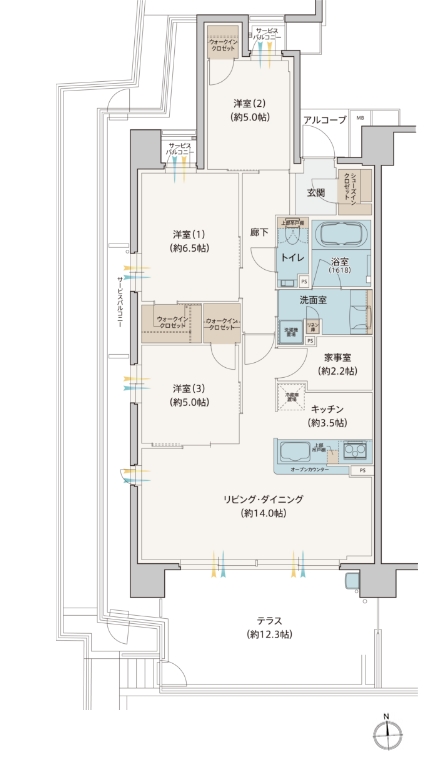 サービス
バルコニー
ウォークイン
クロゼット
洋室(2)
(約5.0帖)
アルコーブ
MB
サービス
バルコニー
玄関
シューズイン
クロゼット
洋室(1)
(約6.5帖)
廊下
上部吊戸棚
トイレ
浴室
(1618)
PS
サービスバルコニー
洗面室
洗濯機
置場
リネン庫
PS
ウォークイン
クロゼット
ウォークイン
クロゼット
家事室
(約2.2帖)
洋室(3)
(約5.0帖)
冷蔵庫
置場
キッチン
(約3.5帖)
上部
吊戸棚
オープンカウンター
PS
リビング・ダイニング
(約14.0帖)
テラス
(約12.3帖)
N